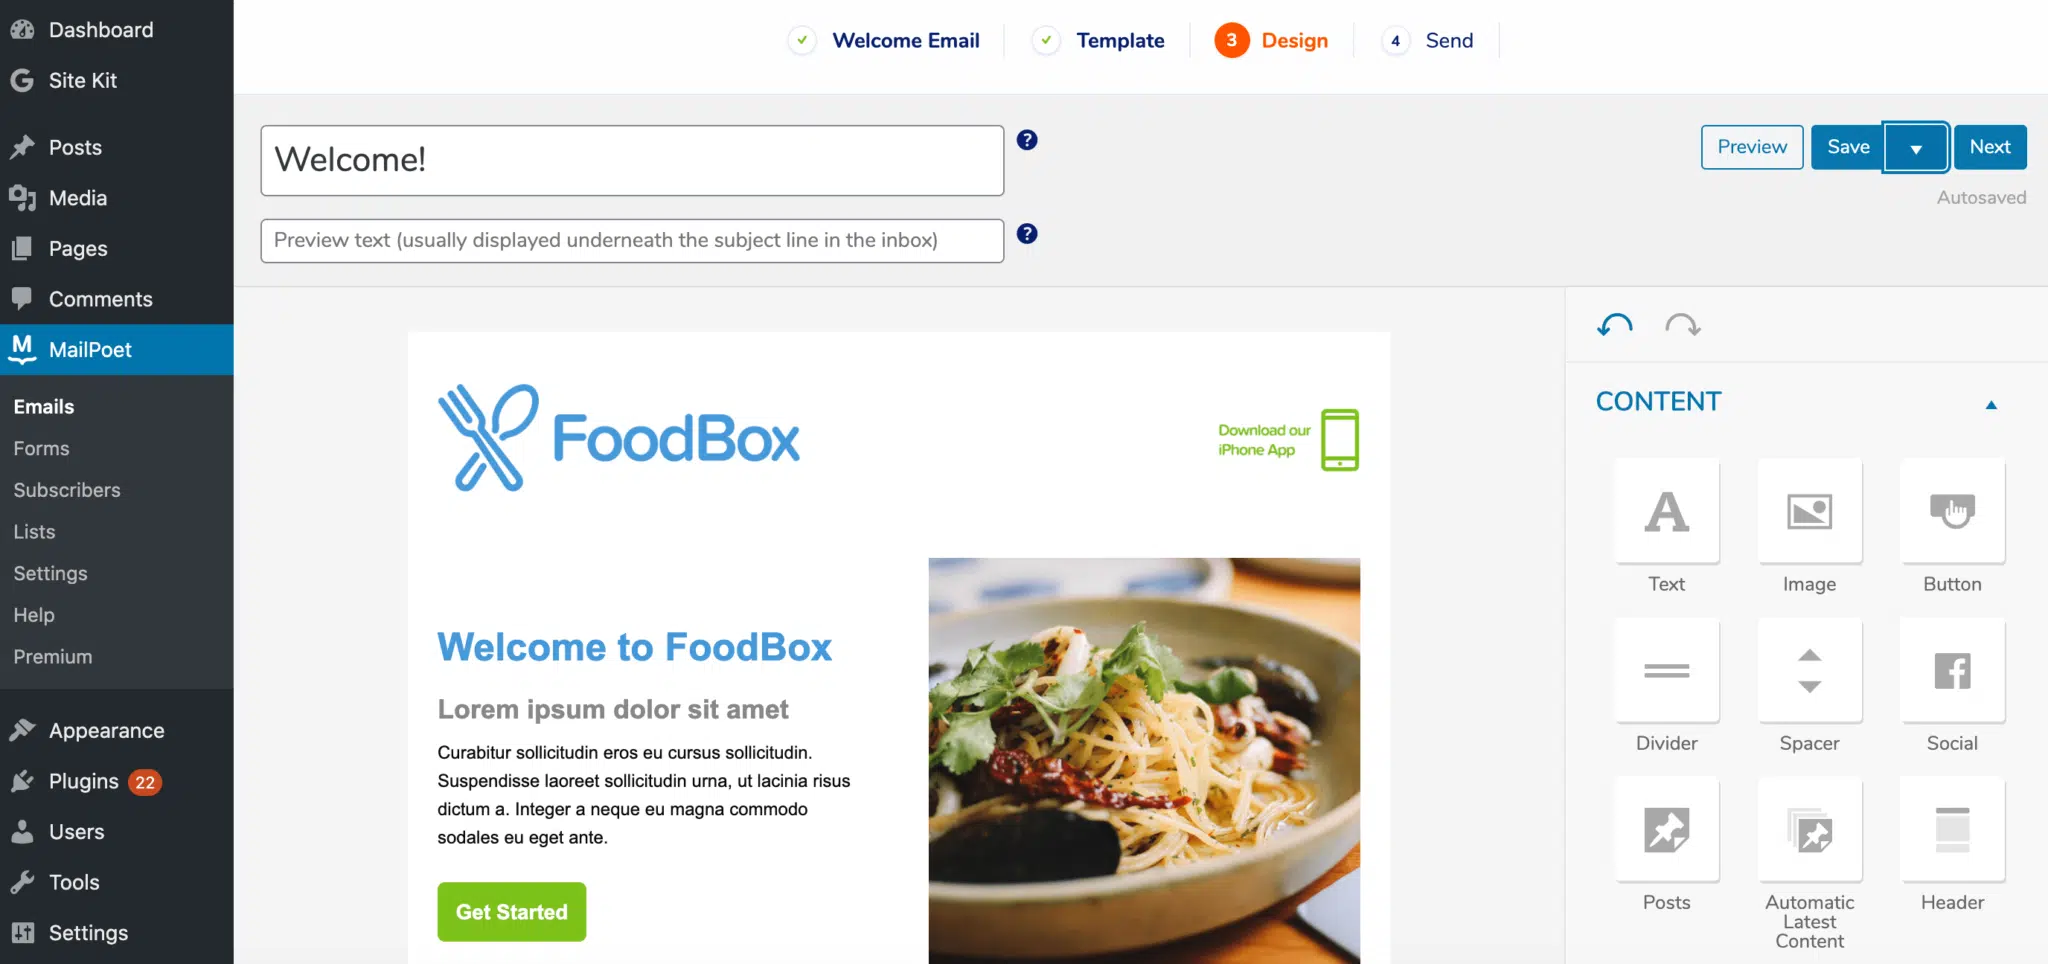 Dashboard
Site Kit
Posts
Media
Pages
Comments
M MailPoet
Emails
Forms
Subscribers
Lists
Settings
Help
Premium
Appearance
Plugins 22
Users
Tools
Settings
Welcome Email
Template
3 Design
4 Send
Welcome!
?
Preview text (usually displayed underneath the subject line in the inbox)
?
Preview
Save
Next
Autosaved
FoodBox
Download our
iPhone App
Welcome to FoodBox
Lorem ipsum dolor sit amet
Curabitur sollicitudin eros eu cursus sollicitudin.
Suspendisse laoreet sollicitudin urna, ut lacinia risus
dictum a. Integer a neque eu magna commodo
sodales eu eget ante.
Get Started
CONTENT
A
Text
Image
Button
Divider
Spacer
f
Social
Posts
Automatic
Latest
Content
Header